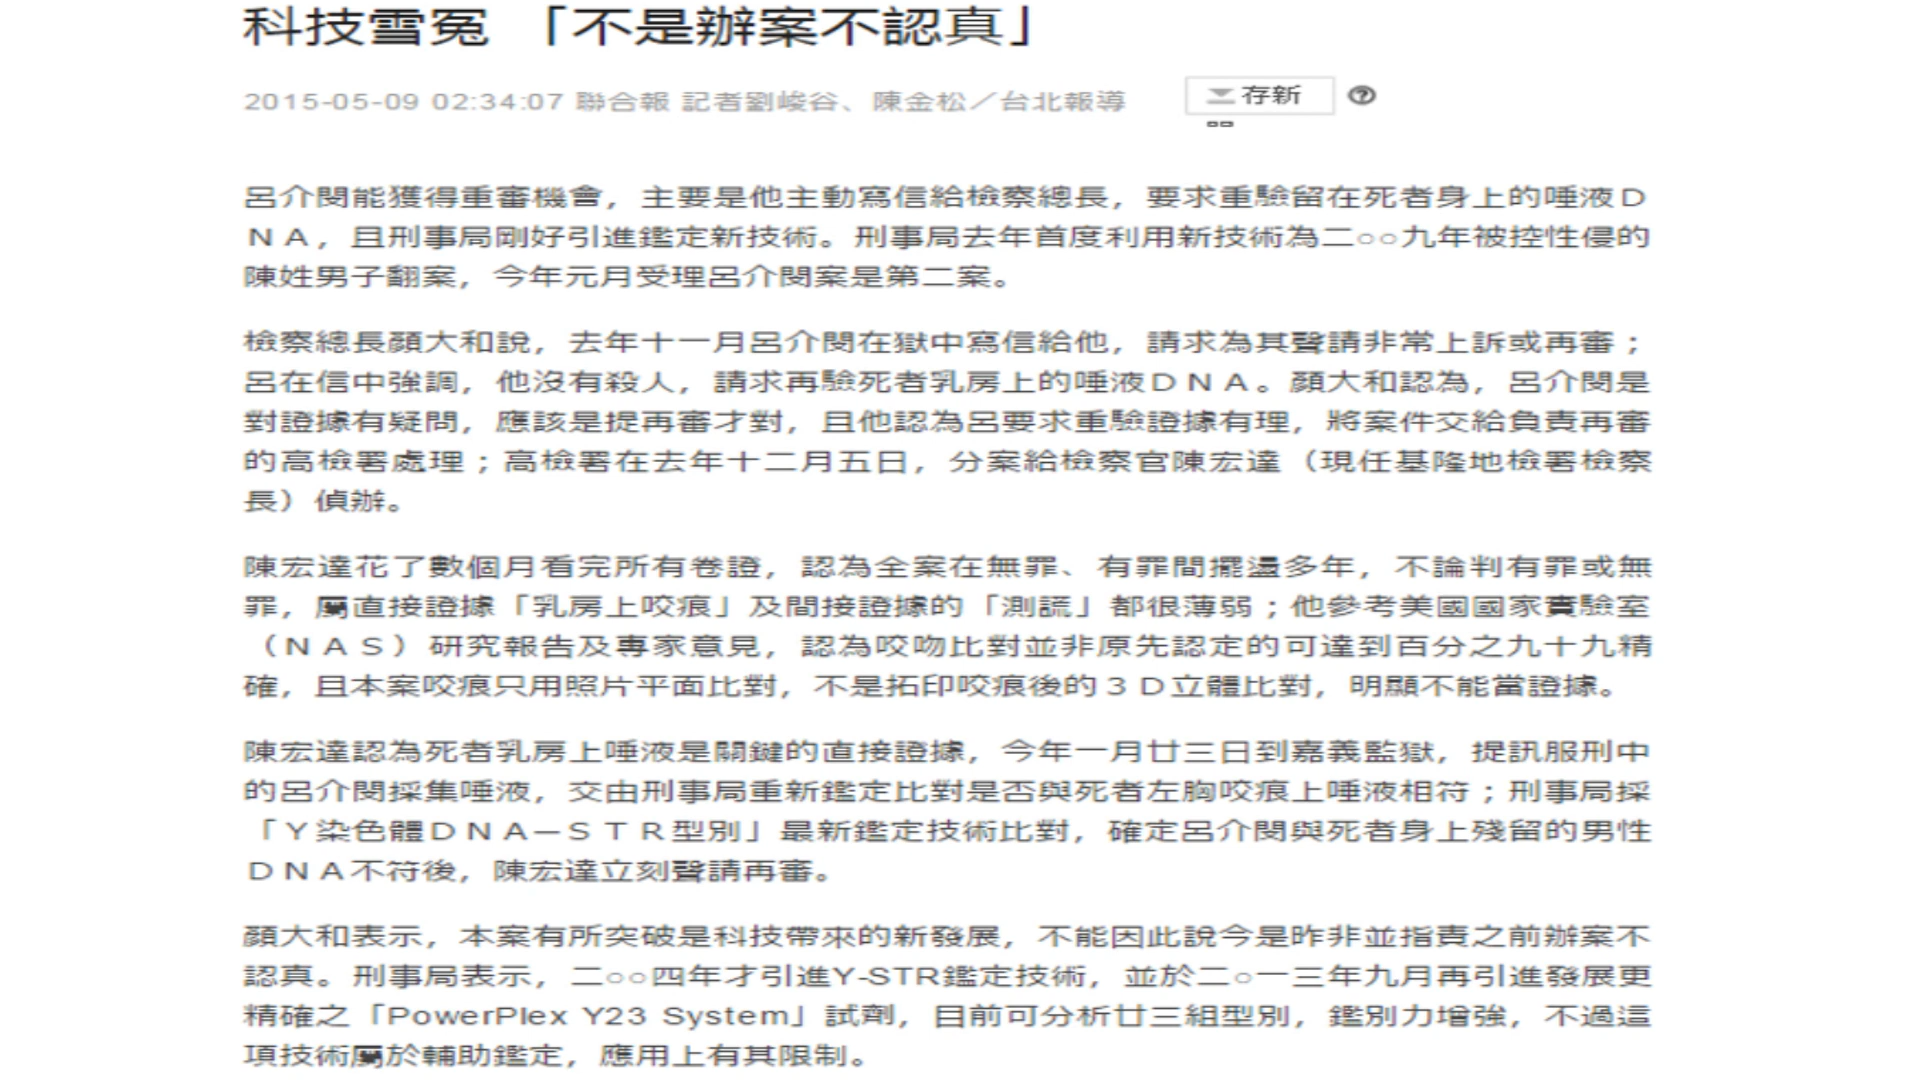 科技雪冤 「不是辦案不認真」
2015-05-09 02:34:07 聯合報 記者劉峻谷、陳金松／台北報導
存新
呂介閔能獲得重審機會，主要是他主動寫信給檢察總長，要求重驗留在死者身上的唾液Ｄ
ＮＡ，且刑事局剛好引進鑑定新技術。刑事局去年首度利用新技術為二○○九年被控性侵的
陳姓男子翻案，今年元月受理呂介閔案是第二案。
檢察總長顏大和說，去年十一月呂介閔在獄中寫信給他，請求為其聲請非常上訴或再審；
呂在信中強調，他沒有殺人，請求再驗死者乳房上的唾液ＤＮＡ。顏大和認為，呂介閔是
對證據有疑問，應該是提再審才對，且他認為呂要求重驗證據有理，將案件交給負責再審
的高檢署處理；高檢署在去年十二月五日，分案給檢察官陳宏達（現任基隆地檢署檢察
長）偵辦。
陳宏達花了數個月看完所有卷證，認為全案在無罪、有罪間擺盪多年，不論判有罪或無
罪，屬直接證據「乳房上咬痕」及間接證據的「測謊」都很薄弱；他參考美國國家實驗室
（ＮＡＳ）研究報告及專家意見，認為咬吻比對並非原先認定的可達到百分之九十九精
確，且本案咬痕只用照片平面比對，不是拓印咬痕後的３Ｄ立體比對，明顯不能當證據。
陳宏達認為死者乳房上唾液是關鍵的直接證據，今年一月廿三日到嘉義監獄，提訊服刑中
的呂介閔採集唾液，交由刑事局重新鑑定比對是否與死者左胸咬痕上唾液相符；刑事局採
「Ｙ染色體ＤＮＡ—ＳＴＲ型別」最新鑑定技術比對，確定呂介閔與死者身上殘留的男性
ＤＮＡ不符後，陳宏達立刻聲請再審。
顏大和表示，本案有所突破是科技帶來的新發展，不能因此說今是昨非並指責之前辦案不
認真。刑事局表示，二○○四年才引進Y-STR鑑定技術，並於二○一三年九月再引進發展更
精確之「PowerPlex Y23 System」試劑，目前可分析廿三組型別，鑑別力增強，不過這
項技術屬於輔助鑑定，應用上有其限制。